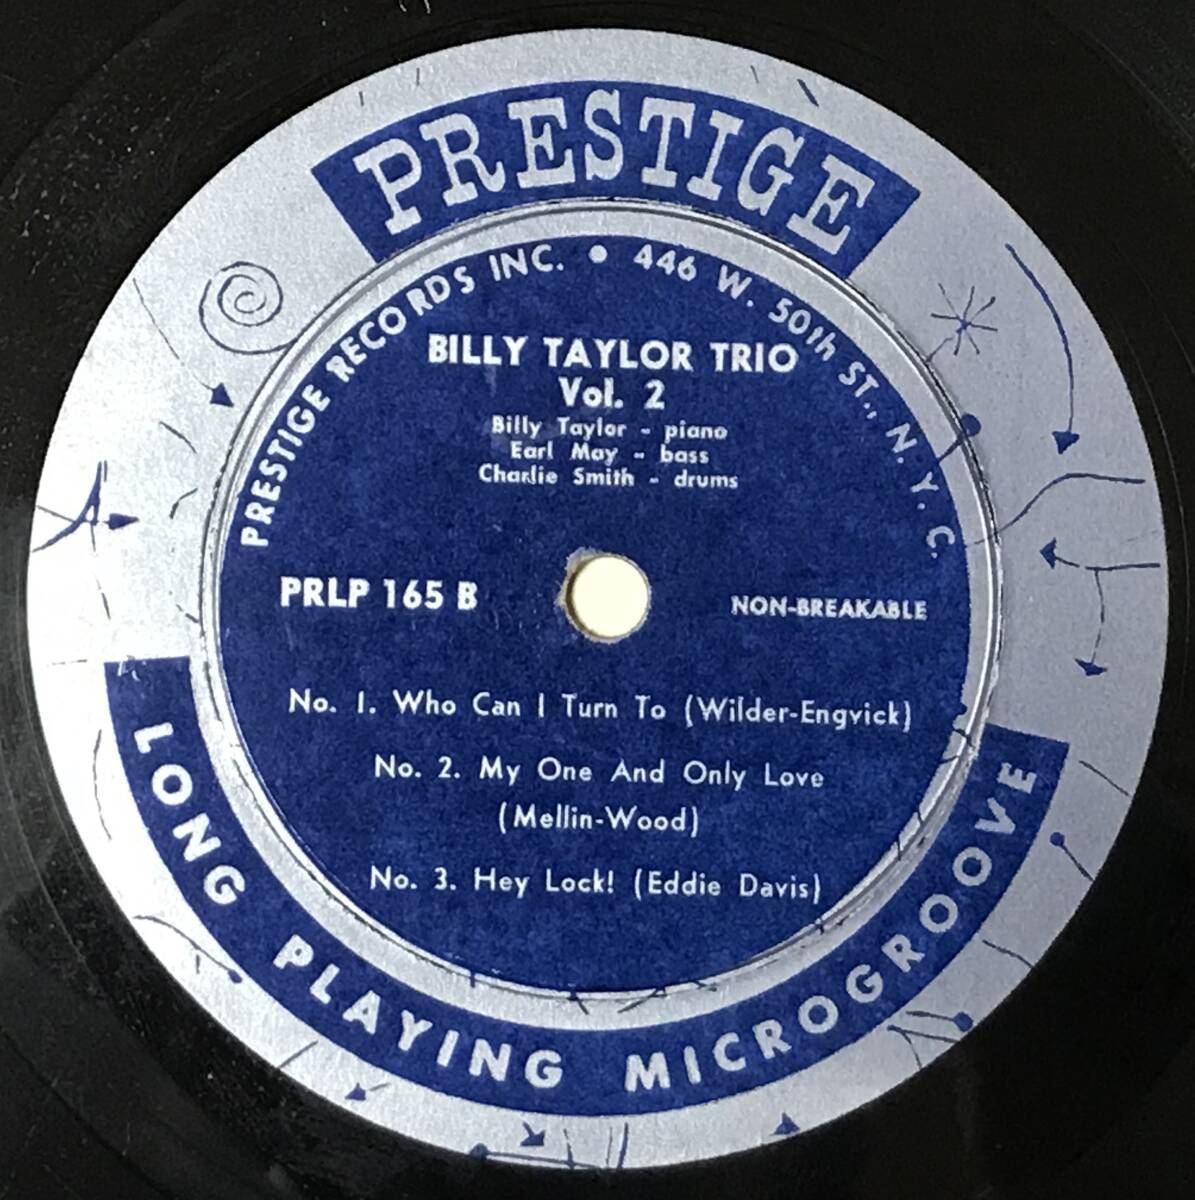 PRESTIGE
PRESTIGE RECORDS INC. • 446 W. 50th ST., N. Y. C.
BILLY TAYLOR TRIO
Vol. 2
Billy Taylor - piano
Earl May - bass
Charlie Smith - drums
PRLP 165 B
NON-BREAKABLE
No. 1. Who Can I Turn To (Wilder-Engvick)
No. 2. My One And Only Love
(Mellin-Wood)
No. 3. Hey Lock! (Eddie Davis)
LONG PLAYING MICROGROOVE